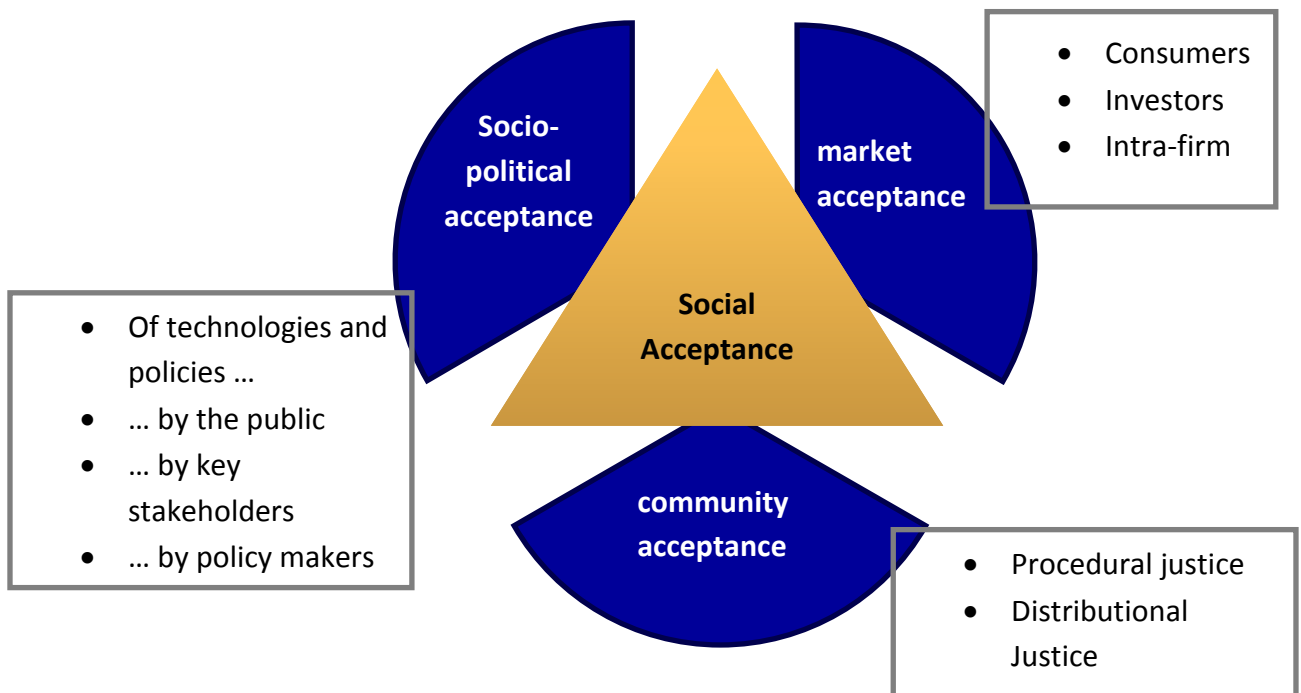 Socio-
political
acceptance
market
acceptance
• Consumers
• Investors
• Intra-firm
Social
Acceptance
• Of technologies and
policies …
• … by the public
• … by key
stakeholders
• … by policy makers
community
acceptance
• Procedural justice
• Distributional
Justice